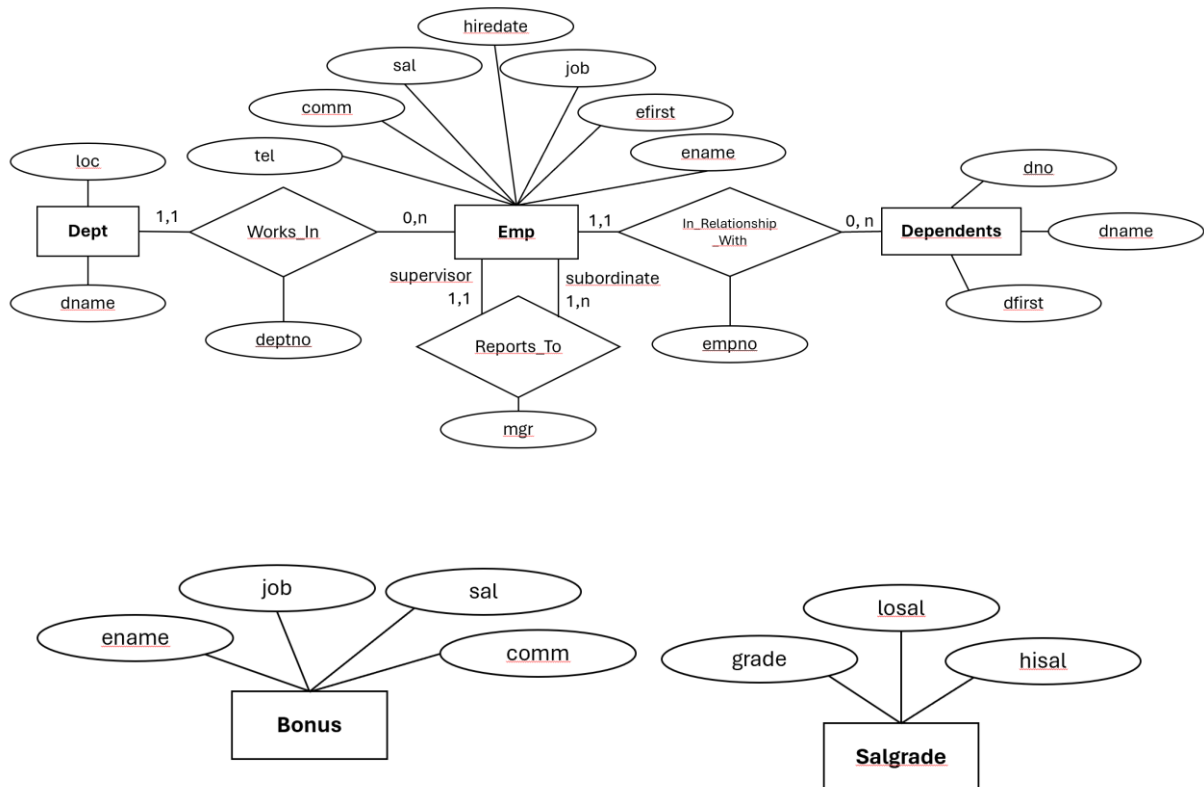 hiredate
sal
job
comm
efirst
tel
ename
loc
dno
Dept
1,1
Works_In
0,n
Emp
1,1
In_Relationship
_With
0, n
Dependents
dname
supervisor
subordinate
1,1
1,n
dname
deptno
Reports_To
empno
dfirst
mgr
job
sal
ename
comm
losal
grade
hisal
Bonus
Salgrade